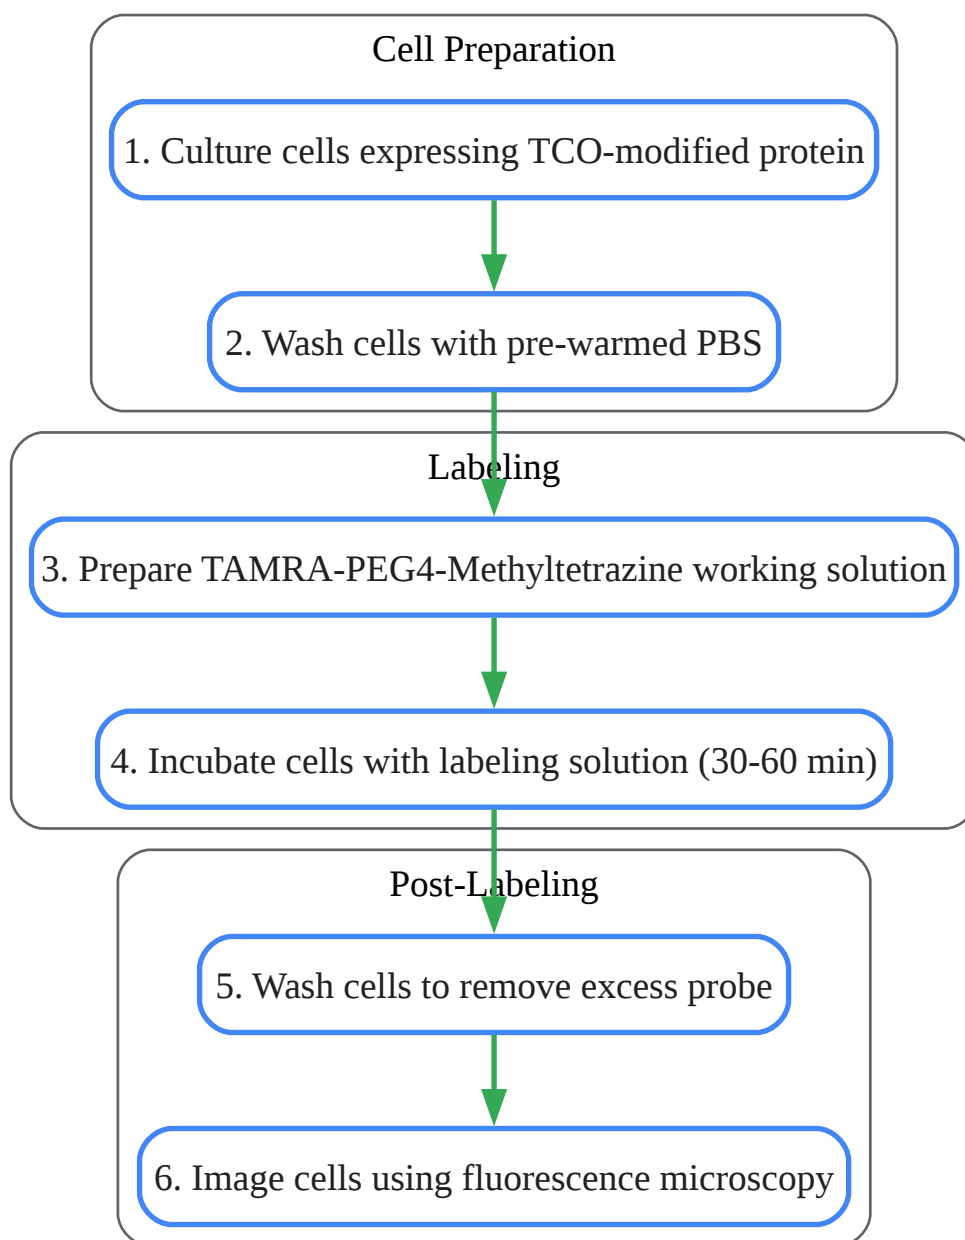 Cell Preparation
1. Culture cells expressing TCO-modified protein
2. Wash cells with pre-warmed PBS
Labeling
3. Prepare TAMRA-PEG4-Methyltetrazine working solution
4. Incubate cells with labeling solution (30-60 min)
Post-Labeling
5. Wash cells to remove excess probe
6. Image cells using fluorescence microscopy